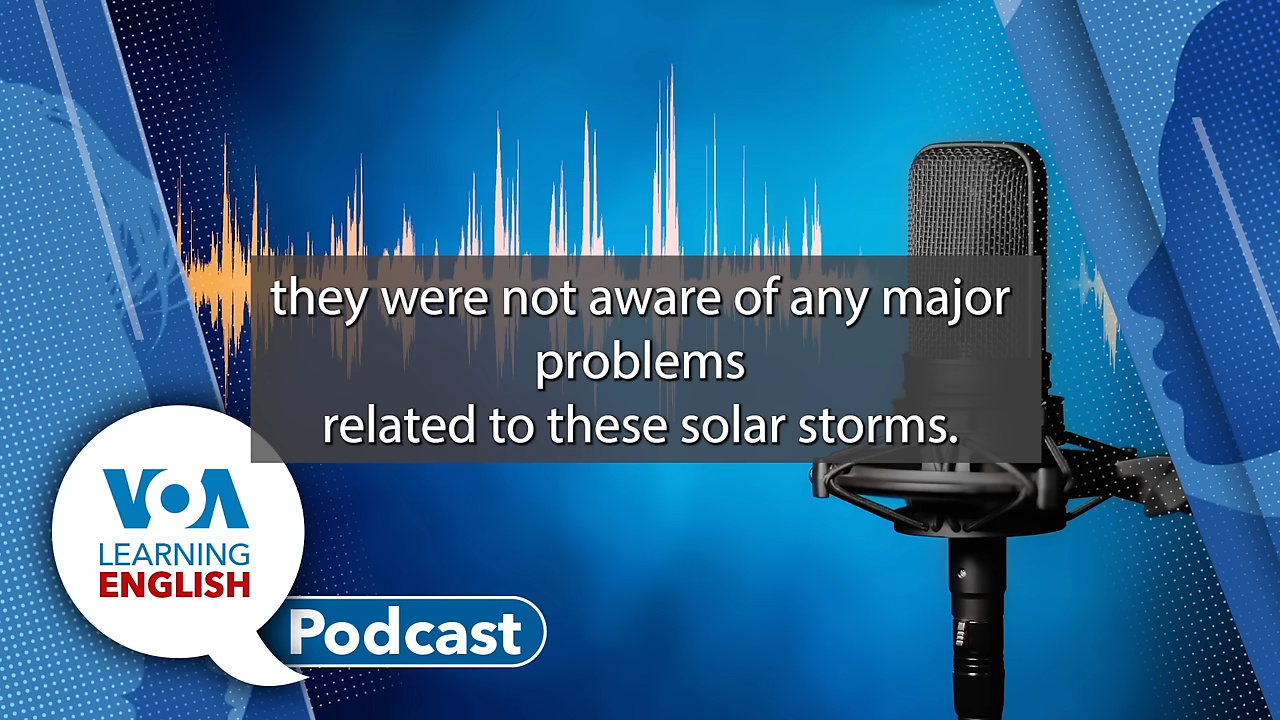 they were not aware of any major
problems
related to these solar storms.
VOA
LEARNING
ENGLISH
Podcast